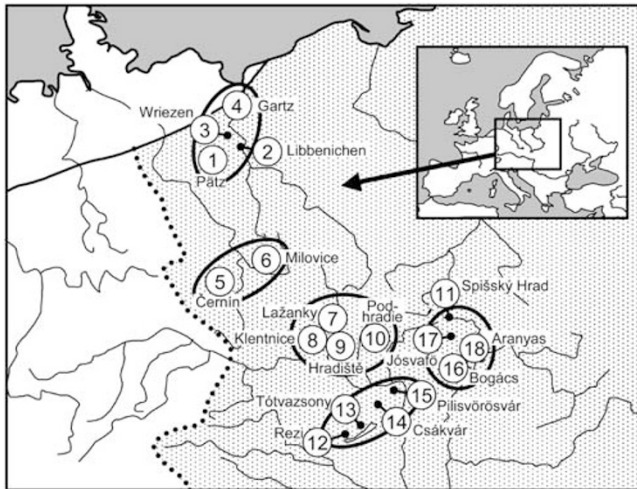 4
Gartz
Wriezen
3
1
2
Libbenichen
Pätz
6
Milovice
5
Černín
11
Spišský Hrad
Lažanky
7
Pod-
hradie
Klentnice
8
9
10
17
18
Aranyas
Hradiště
Jósvafő
16
Bogács
Tótvazsony
15
Pilisvörösvár
13
Rezi
12
14
Csákvár